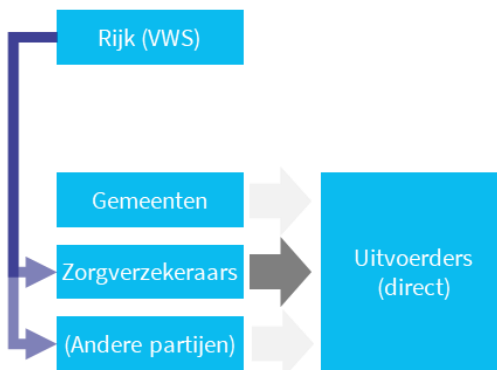 Rijk (VWS)
Gemeenten
Zorgverzekeraars
(Andere partijen)
Uitvoerders
(direct)